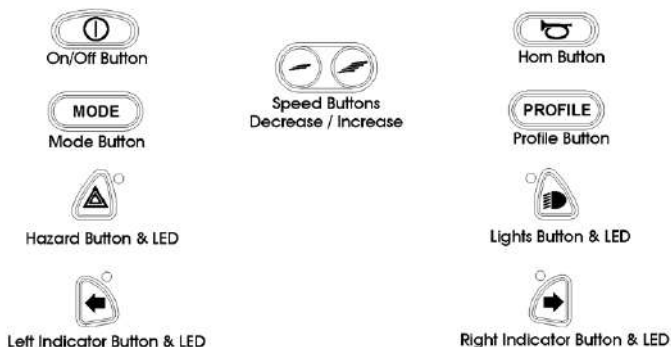 On/Off Button
Horn Button
Speed Buttons
Decrease / Increase
MODE
Mode Button
PROFILE
Profile Button
Hazard Button & LED
Lights Button & LED
Left Indicator Button & LED
Right Indicator Button & LED